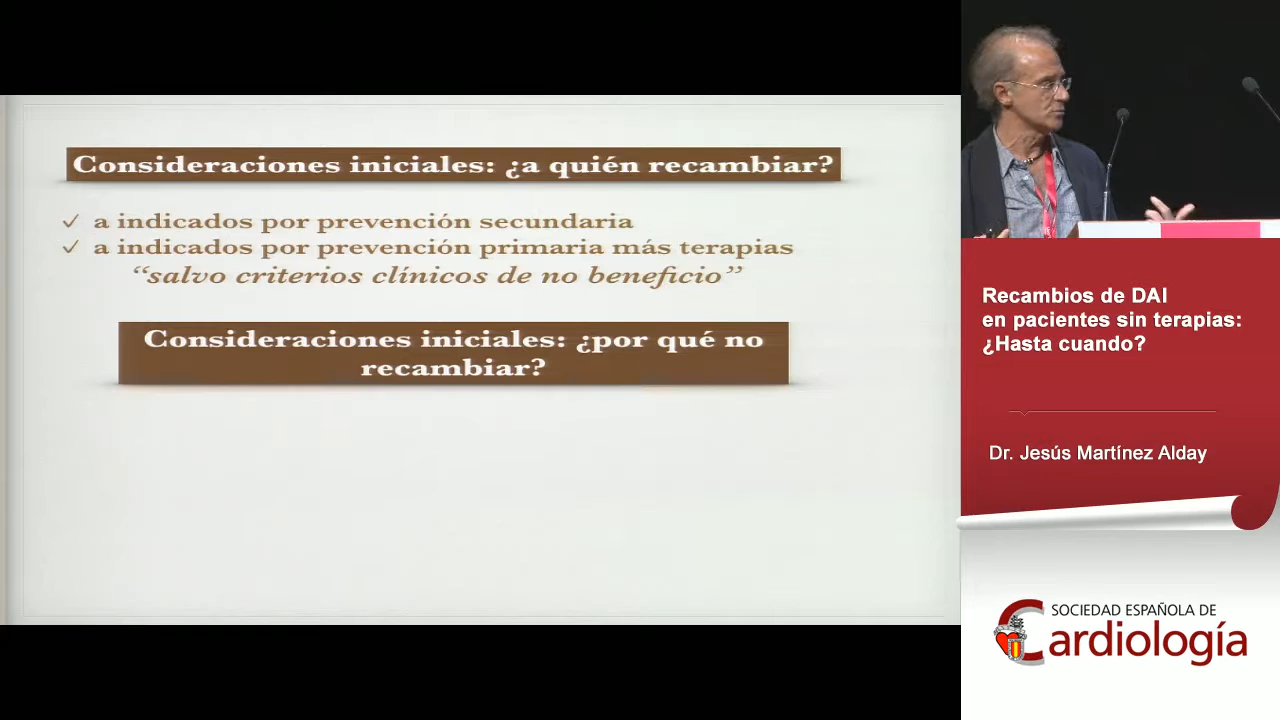 Consideraciones iniciales: ¿a quién recambiar?
✓ a indicados por prevención secundaria
✓ a indicados por prevención primaria más terapias
“salvo criterios clínicos de no beneficio”
Consideraciones iniciales: ¿por qué no
recambiar?
Recambios de DAI
en pacientes sin terapias:
¿Hasta cuando?
Dr. Jesús Martínez Alday
SOCIEDAD ESPAÑOLA DE
Cardiología